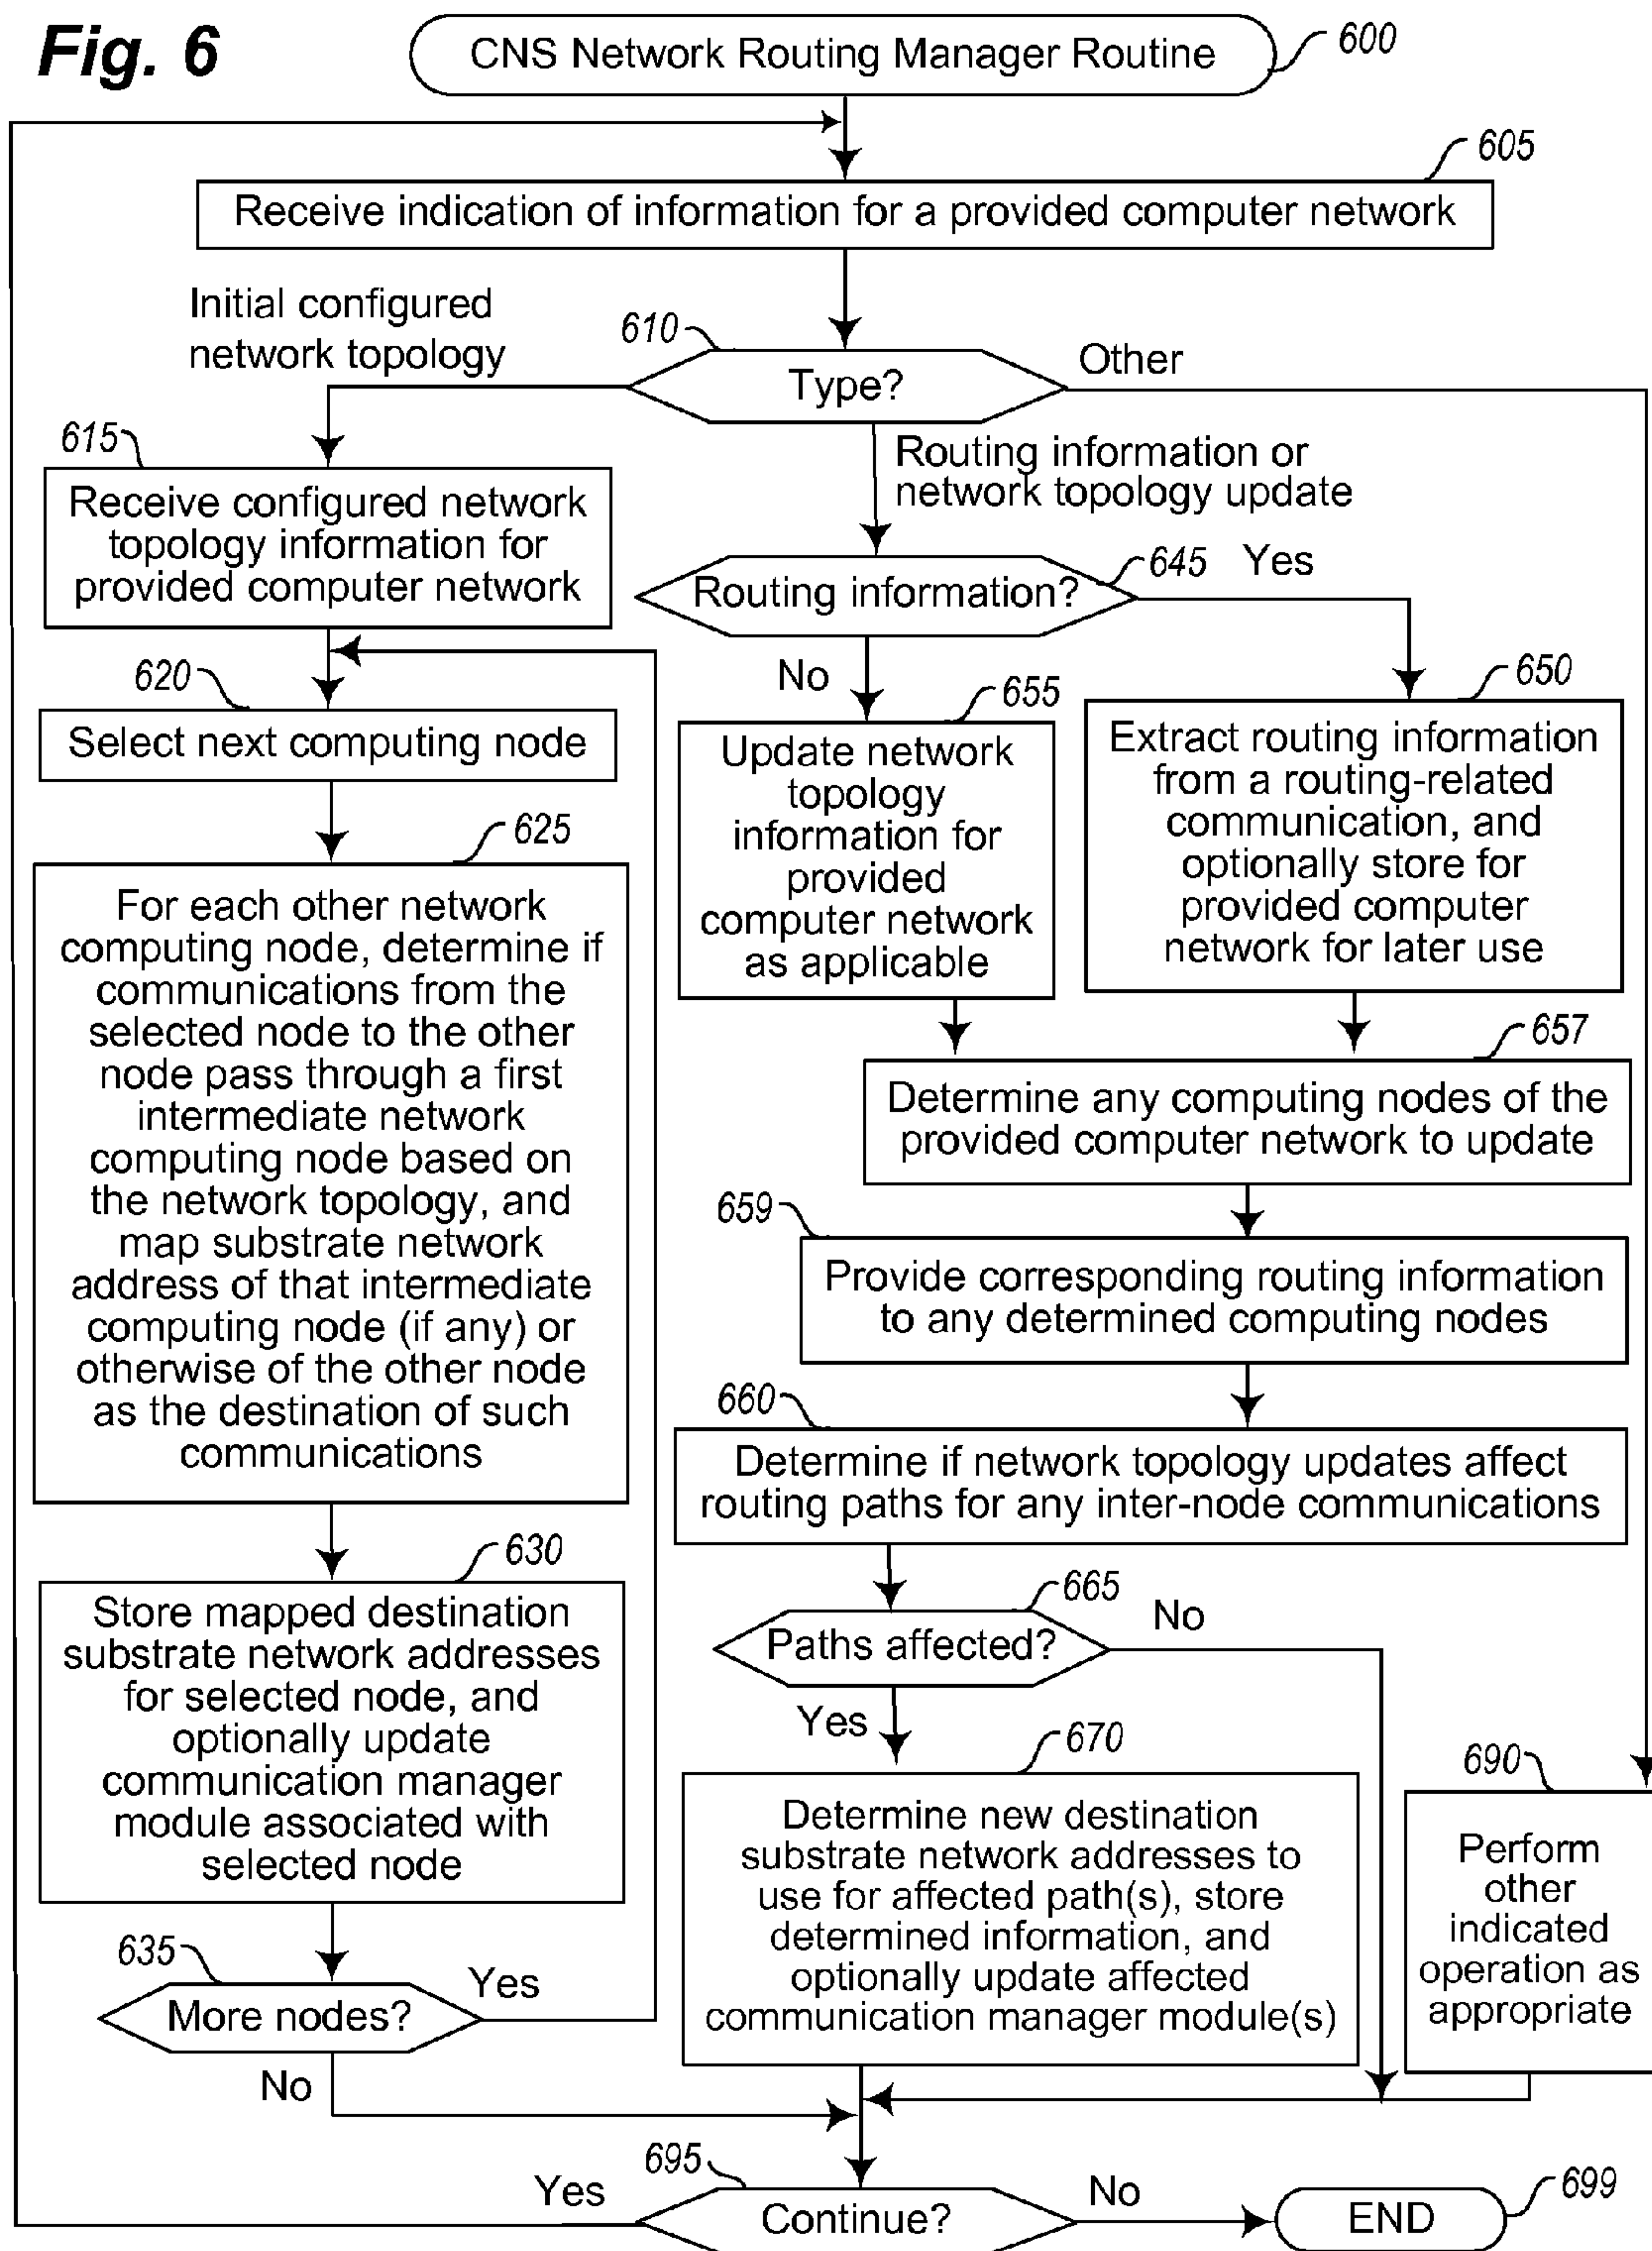 Fig. 6
CNS Network Routing Manager Routine
600
605
Receive indication of information for a provided computer network
Initial configured
network topology
610
Type?
Other
615
Receive configured network
topology information for
provided computer network
Routing information or
network topology update
Routing information?
645
Yes
No
620
Select next computing node
655
Update network
topology
information for
provided
computer network
as applicable
650
Extract routing information
from a routing-related
communication, and
optionally store for
provided computer
network for later use
625
For each other network
computing node, determine if
communications from the
selected node to the other
node pass through a first
intermediate network
computing node based on
the network topology, and
map substrate network
address of that intermediate
computing node (if any) or
otherwise of the other node
as the destination of such
communications
657
Determine any computing nodes of the
provided computer network to update
659
Provide corresponding routing information
to any determined computing nodes
660
Determine if network topology updates affect
routing paths for any inter-node communications
630
Store mapped destination
substrate network addresses
for selected node, and
optionally update
communication manager
module associated with
selected node
665
Paths affected?
No
Yes
670
Determine new destination
substrate network addresses to
use for affected path(s), store
determined information, and
optionally update affected
communication manager module(s)
690
Perform
other
indicated
operation as
appropriate
635
More nodes?
Yes
No
695
Yes
Continue?
No
END
699